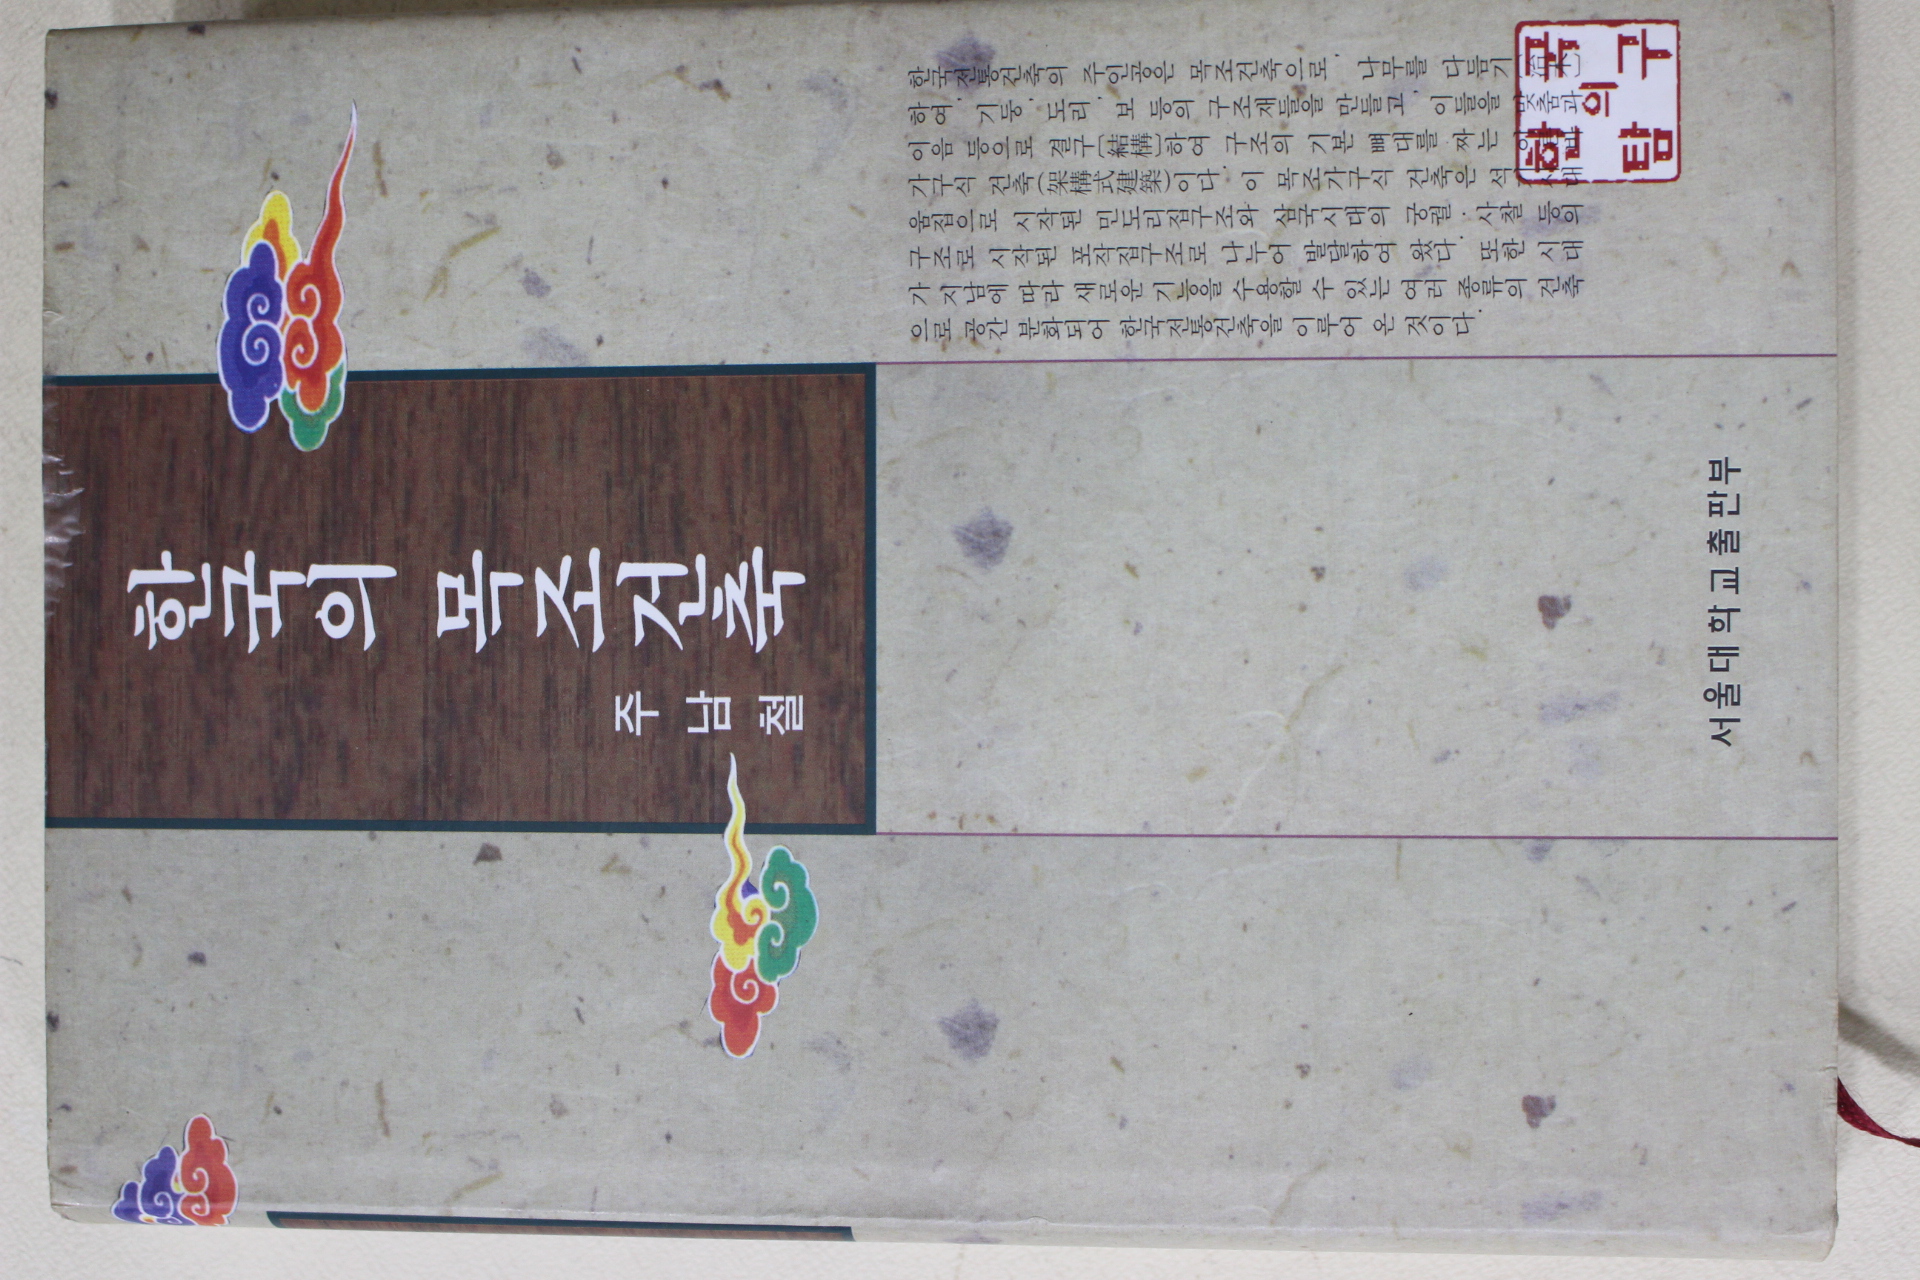 한국의 목조건축
주남철
한국전통건축의 주인공은 목조건축으로, 나무를 다듬기
하여, 기둥·도리·보 등의 구조재들을 만들고, 이들을 맞춤과
이음 등으로 결구〔結構〕하여 구조의 기본 뼈대를 짜는
가구식 건축(架構式建築)이다. 이 목조가구식 건축은
움집으로 시작된 민도리집구조와 삼국시대의 궁궐·사찰 등의
구조로 시작된 포작집구조로 나누어 발달하여 왔다. 또한 시대
가 지남에 따라 새로운 기능을 수용할 수 있는 여러 종류의 건축
으로 공간 분화되어 한국전통건축을 이루어 온 것이다.
서울대학교출판부